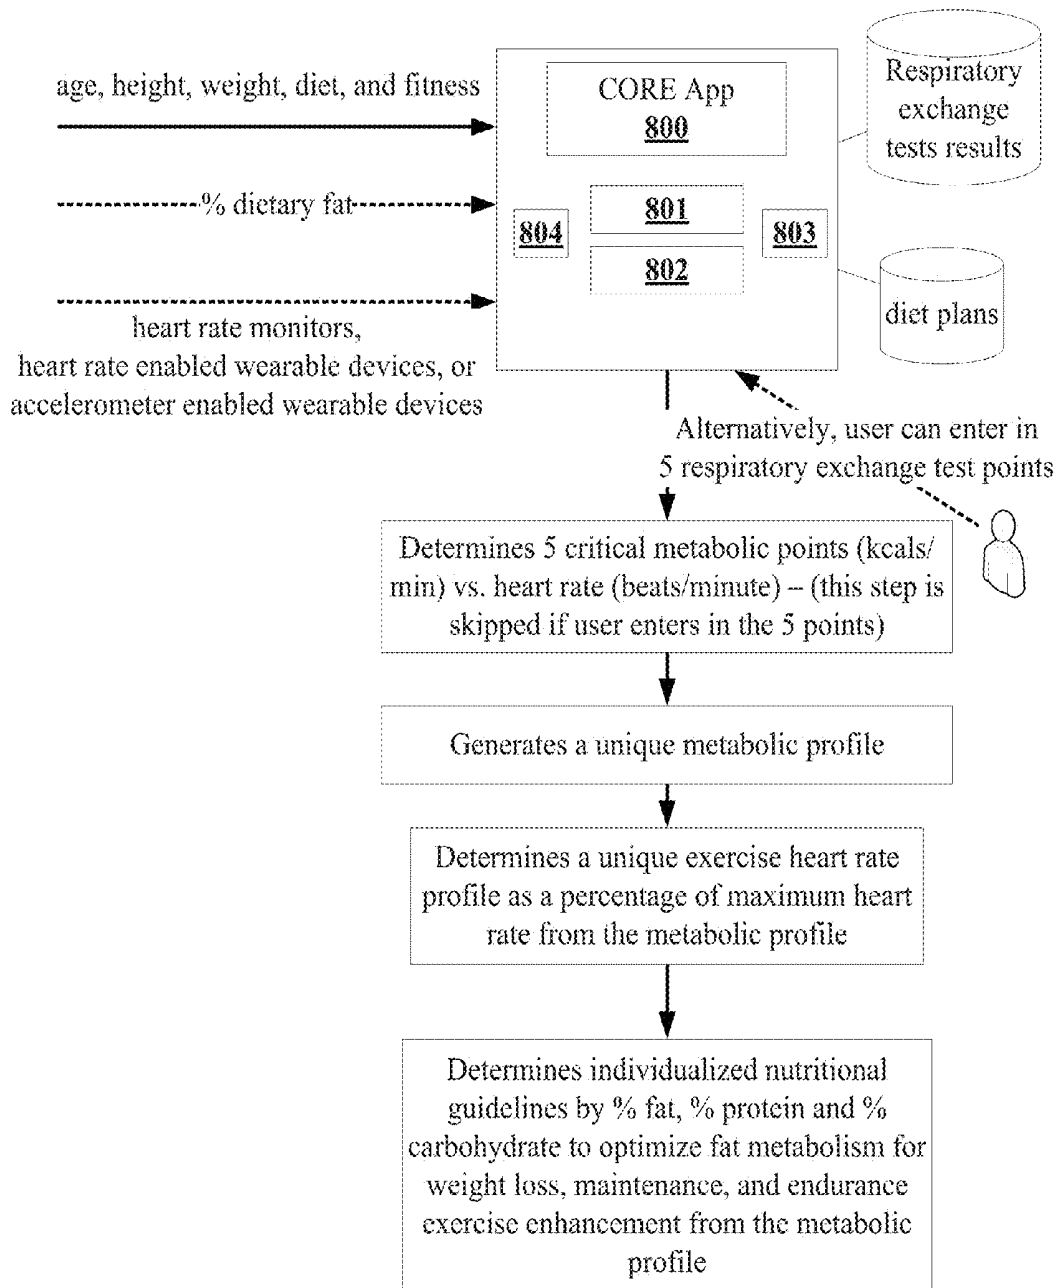 age, height, weight, diet, and fitness
% dietary fat
heart rate monitors,
heart rate enabled wearable devices, or
accelerometer enabled wearable devices
CORE App
800
801
802
804
803
Respiratory
exchange
tests results
diet plans
Alternatively, user can enter in
5 respiratory exchange test points
Determines 5 critical metabolic points (kcals/
min) vs. heart rate (beats/minute) – (this step is
skipped if user enters in the 5 points)
Generates a unique metabolic profile
Determines a unique exercise heart rate
profile as a percentage of maximum heart
rate from the metabolic profile
Determines individualized nutritional
guidelines by % fat, % protein and %
carbohydrate to optimize fat metabolism for
weight loss, maintenance, and endurance
exercise enhancement from the metabolic
profile